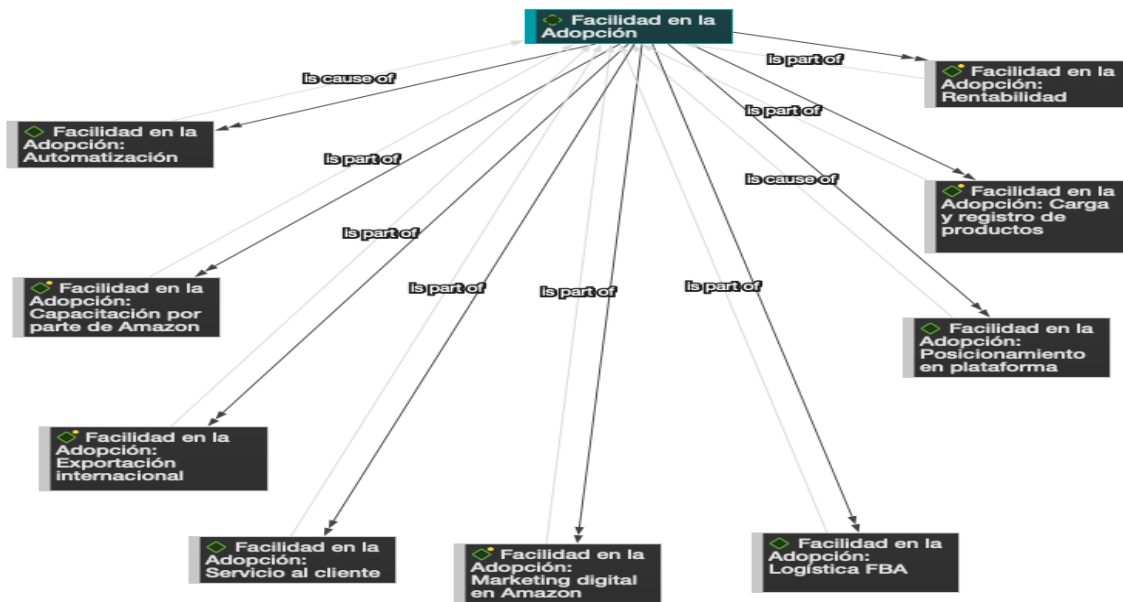 Facilidad en la
Adopción
is part of
Facilidad en la
Adopción:
Rentabilidad
is cause of
Facilidad en la
Adopción:
Automatización
is part of
Facilidad en la
Adopción: Carga
y registro de
productos
is part of
Facilidad en la
Adopción:
Capacitación por
parte de Amazon
is cause of
Facilidad en la
Adopción:
Posicionamiento
en plataforma
is part of
Facilidad en la
Adopción:
Exportación
internacional
is part of
Facilidad en la
Adopción:
Servicio al cliente
is part of
Facilidad en la
Adopción:
Marketing digital
en Amazon
is part of
Facilidad en la
Adopción:
Logística FBA